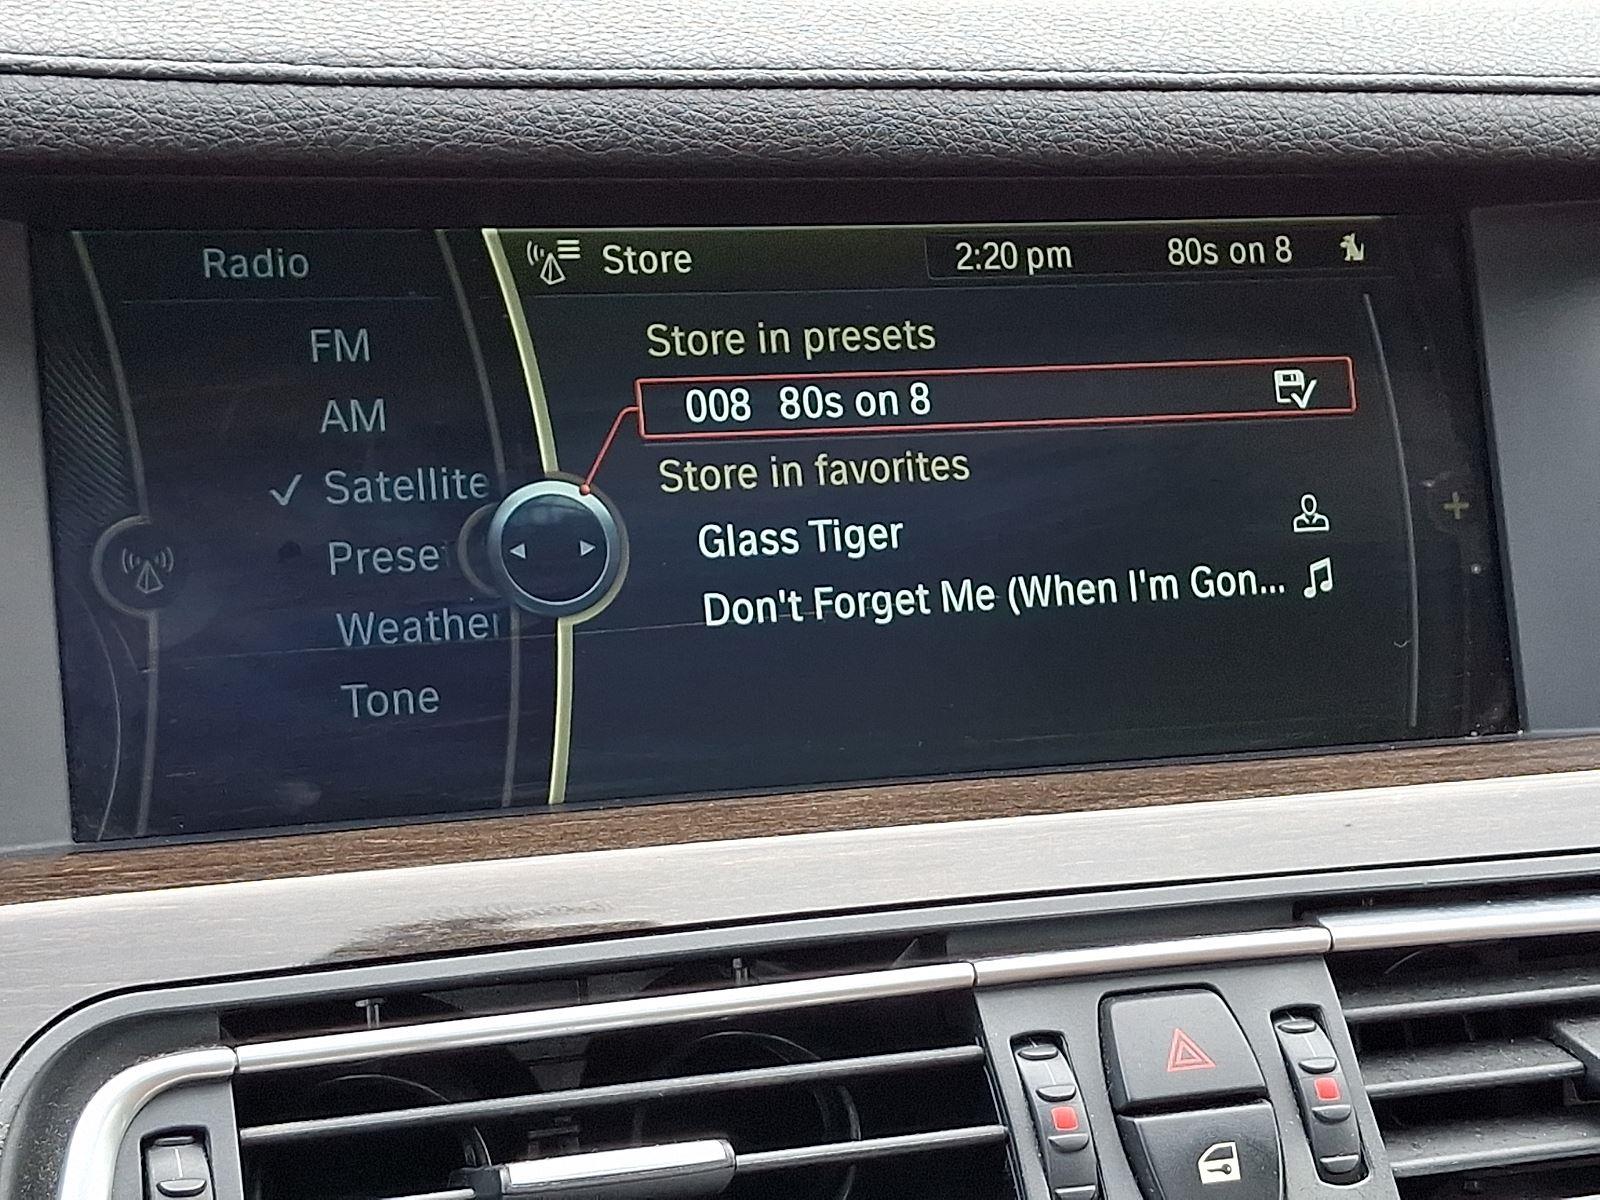 Radio
FM
AM
Satellite
Prese
Weather
Tone
Store
2:20 pm
80s on 8
Store in presets
008 80s on 8
Store in favorites
Glass Tiger
Don't Forget Me (When I'm Gon...